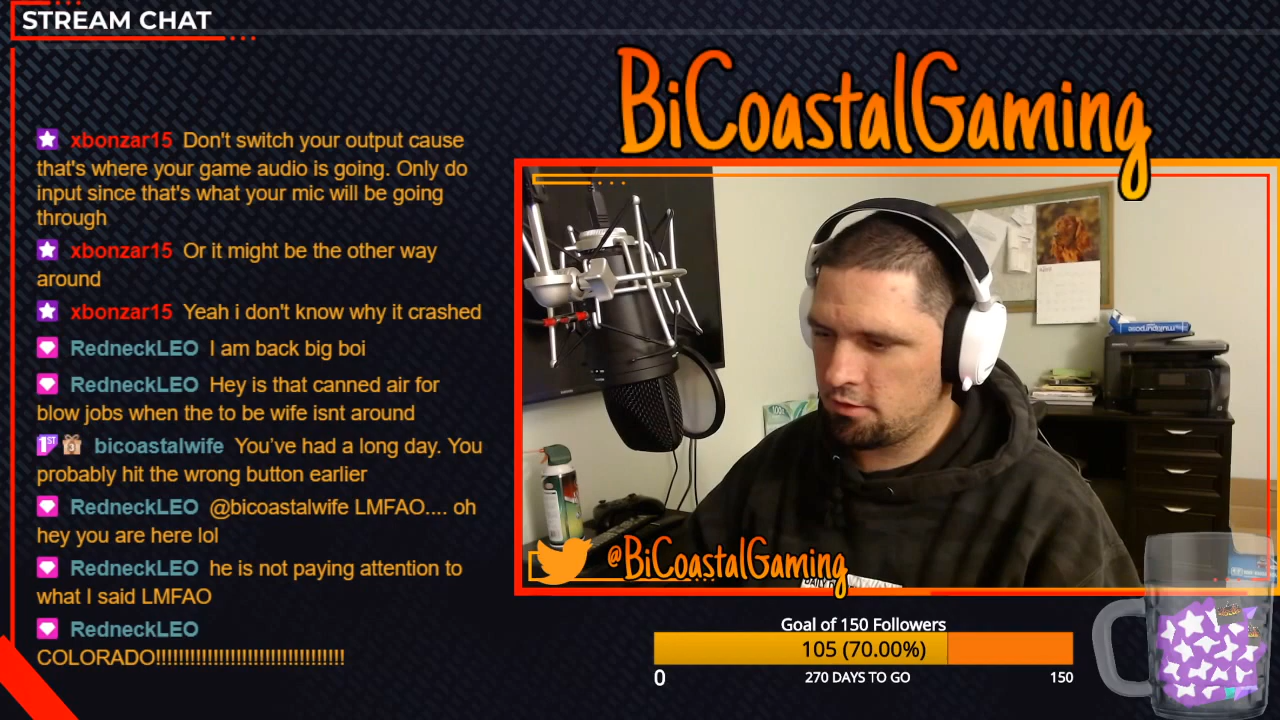 STREAM CHAT
BiCoastalGaming
xbonzar15 Don't switch your output cause
that's where your game audio is going. Only do
input since that's what your mic will be going
through
xbonzar15 Or it might be the other way
around
xbonzar15 Yeah i don't know why it crashed
RedneckLEO I am back big boi
RedneckLEO Hey is that canned air for
blow jobs when the to be wife isnt around
1ST 3 bicoastalwife You’ve had a long day. You
probably hit the wrong button earlier
RedneckLEO @bicoastalwife LMFAO.... oh
hey you are here lol
RedneckLEO he is not paying attention to
what I said LMFAO
RedneckLEO
COLORADO!!!!!!!!!!!!!!!!!!!!!!!!!!!!!!!!!
@BiCoastalGaming
Goal of 150 Followers
105 (70.00%)
0 270 DAYS TO GO 150